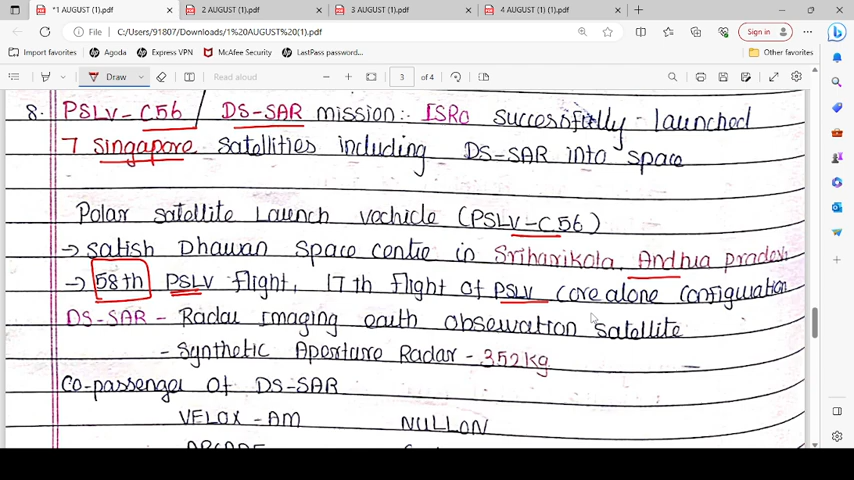 *1 AUGUST (1).pdf
2 AUGUST (1).pdf
3 AUGUST (1).pdf
4 AUGUST (1).pdf
File
C:/Users/91807/Downloads/1%20AUGUST%20(1).pdf
Sign in
Import favorites
Agoda
Express VPN
McAfee Security
LastPass password...
Other favorites
Draw
Read aloud
3 of 4
8. PSLV-C56 / DS-SAR mission:- ISRO successfully launched
7 Singapore satellities including DS-SAR into space
Polar satellite Launch vechicle (PSLV-C56)
→ Satish Dhawan Space centre in Sriharikota, Andhra Pradesh
→ 58th PSLV flight, 17th flight of PSLV core alone configuration
DS-SAR - Radar Imaging earth observation satellite
- Synthetic Aperture Radar - 352kg
Co-passenger of DS-SAR
VELOX-AM NULLON
ARCADE